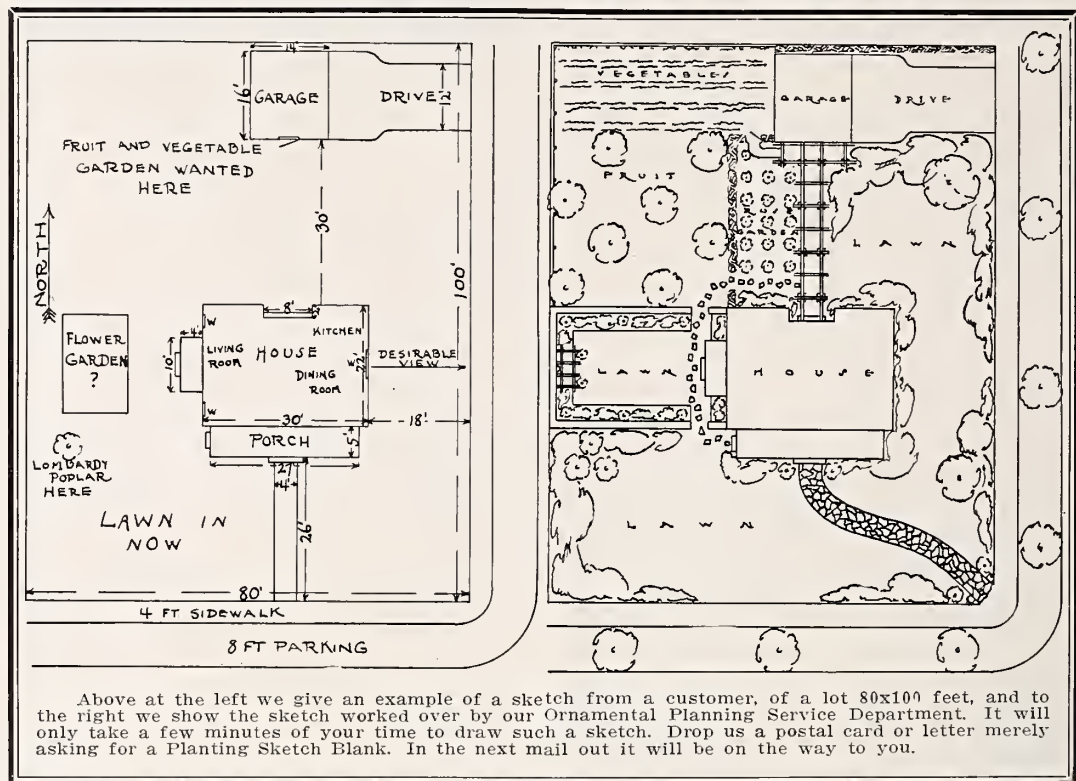 14'
16'
GARAGE
DRIVE
12'
FRUIT AND VEGETABLE
GARDEN WANTED
HERE
30'
NORTH
100'
8'
W
KITCHEN
4'
FLOWER
GARDEN
?
10'
LIVING
ROOM
HOUSE
DINING
ROOM
W
22'
DESIRABLE
VIEW
W
30'
18'
PORCH
5'
LOMBARDY
POPLAR
HERE
27'
4'
26'
LAWN IN
NOW
80'
4 FT SIDEWALK
8 FT PARKING
VEGETABLES
GARAGE
DRIVE
FRUIT
LAWN
LAWN
HOUSE
LAWN
Above at the left we give an example of a sketch from a customer, of a lot 80x100 feet, and to
the right we show the sketch worked over by our Ornamental Planning Service Department. It will
only take a few minutes of your time to draw such a sketch. Drop us a postal card or letter merely
asking for a Planting Sketch Blank. In the next mail out it will be on the way to you.